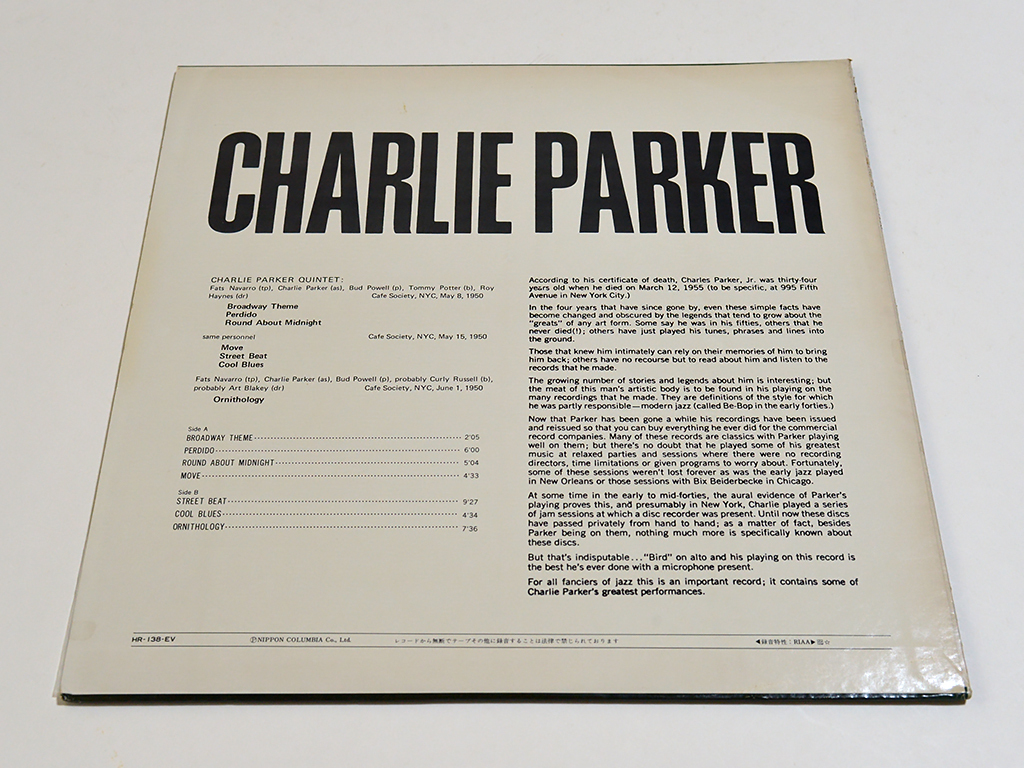 CHARLIE PARKER
CHARLIE PARKER QUINTET:
Fats Navarro (tp), Charlie Parker (as), Bud Powell (p), Tommy Potter (b), Roy
Haynes (dr) Cafe Society, NYC, May 8, 1950
Broadway Theme
Perdido
Round About Midnight
same personnel Cafe Society, NYC, May 15, 1950
Move
Street Beat
Cool Blues
Fats Navarro (tp), Charlie Parker (as), Bud Powell (p), probably Curly Russell (b),
probably Art Blakey (dr) Cafe Society, NYC, June 1, 1950
Ornithology
Side A
BROADWAY THEME 2'05
PERDIDO 6'00
ROUND ABOUT MIDNIGHT 5'04
MOVE 4'33
Side B
STREET BEAT 9'27
COOL BLUES 4'34
ORNITHOLOGY 7'36
According to his certificate of death, Charles Parker, Jr. was thirty-four
years old when he died on March 12, 1955 (to be specific, at 995 Fifth
Avenue in New York City.)
In the four years that have since gone by, even these simple facts have
become changed and obscured by the legends that tend to grow about the
"greats" of any art form. Some say he was in his fifties, others that he
never died(!); others have just played his tunes, phrases and lines into
the ground.
Those that knew him intimately can rely on their memories of him to bring
him back; others have no recourse but to read about him and listen to the
records that he made.
The growing number of stories and legends about him is interesting; but
the meat of this man's artistic body is to be found in his playing on the
many recordings that he made. They are definitions of the style for which
he was partly responsible—modern jazz (called Be-Bop in the early forties.)
Now that Parker has been gone a while his recordings have been issued
and reissued so that you can buy everything he ever did for the commercial
record companies. Many of these records are classics with Parker playing
well on them; but there's no doubt that he played some of his greatest
music at relaxed parties and sessions where there were no recording
directors, time limitations or given programs to worry about. Fortunately,
some of these sessions weren't lost forever as was the early jazz played
in New Orleans or those sessions with Bix Beiderbecke in Chicago.
At some time in the early to mid-forties, the aural evidence of Parker's
playing proves this, and presumably in New York, Charlie played a series
of jam sessions at which a disc recorder was present. Until now these discs
have passed privately from hand to hand; as a matter of fact, besides
Parker being on them, nothing much more is specifically known about
these discs.
But that's indisputable..."Bird" on alto and his playing on this record is
the best he's ever done with a microphone present.
For all fanciers of jazz this is an important record; it contains some of
Charlie Parker's greatest performances.
HR-138-EV ℗NIPPON COLUMBIA Co., Ltd. レコードから無断でテープその他に録音することは法律で禁じられております ◀録音特性:RIAA▶